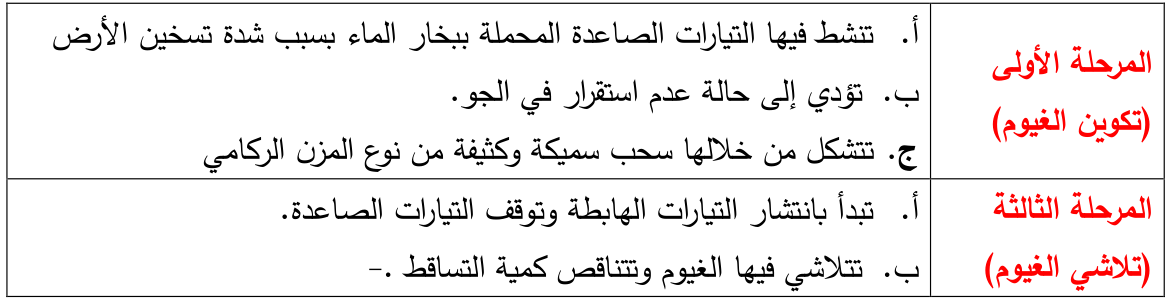 المرحلة الأولى
(تكوين الغيوم)
أ. تنشط فيها التيارات الصاعدة المحملة ببخار الماء بسبب شدة تسخين الأرض
ب. تؤدي إلى حالة عدم استقرار في الجو.
ج. تتشكل من خلالها سحب سميكة وكثيفة من نوع المزن الركامي
المرحلة الثالثة
(تلاشي الغيوم)
أ. تبدأ بانتشار التيارات الهابطة وتوقف التيارات الصاعدة.
ب. تتلاشي فيها الغيوم وتتناقص كمية التساقط .-